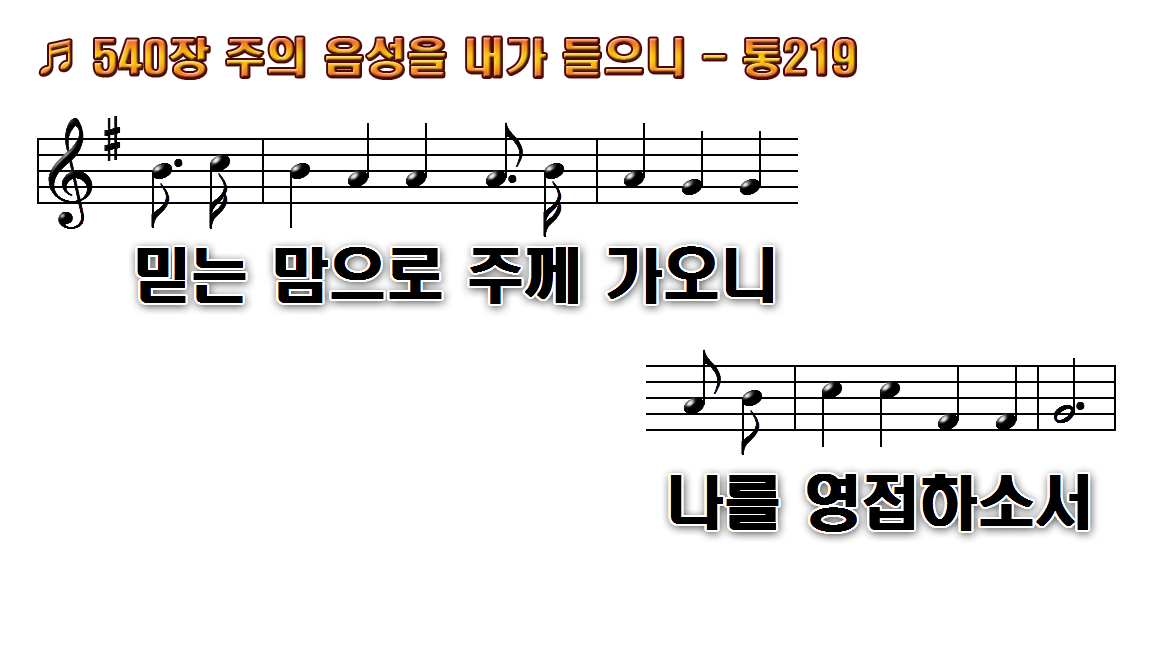 ♬ 540장 주의 음성을 내가 들으니 - 통219
믿는 맘으로 주께 가오니
나를 영접하소서